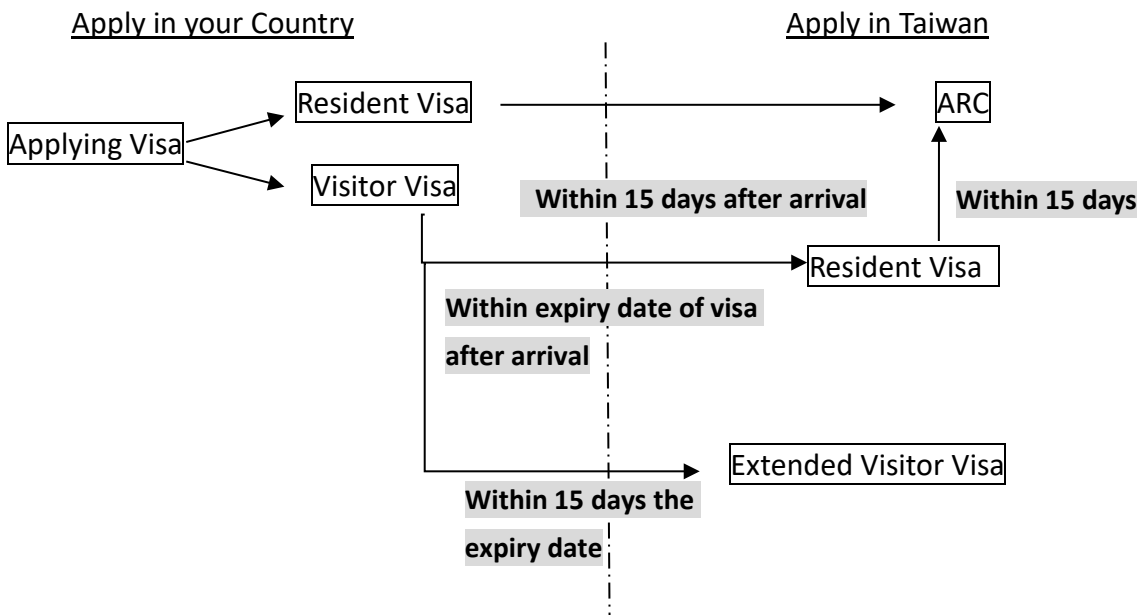 Apply in your Country
Apply in Taiwan
Resident Visa
ARC
Applying Visa
Visitor Visa
Within 15 days after arrival
Within 15 days
Resident Visa
Within expiry date of visa
after arrival
Extended Visitor Visa
Within 15 days the
expiry date